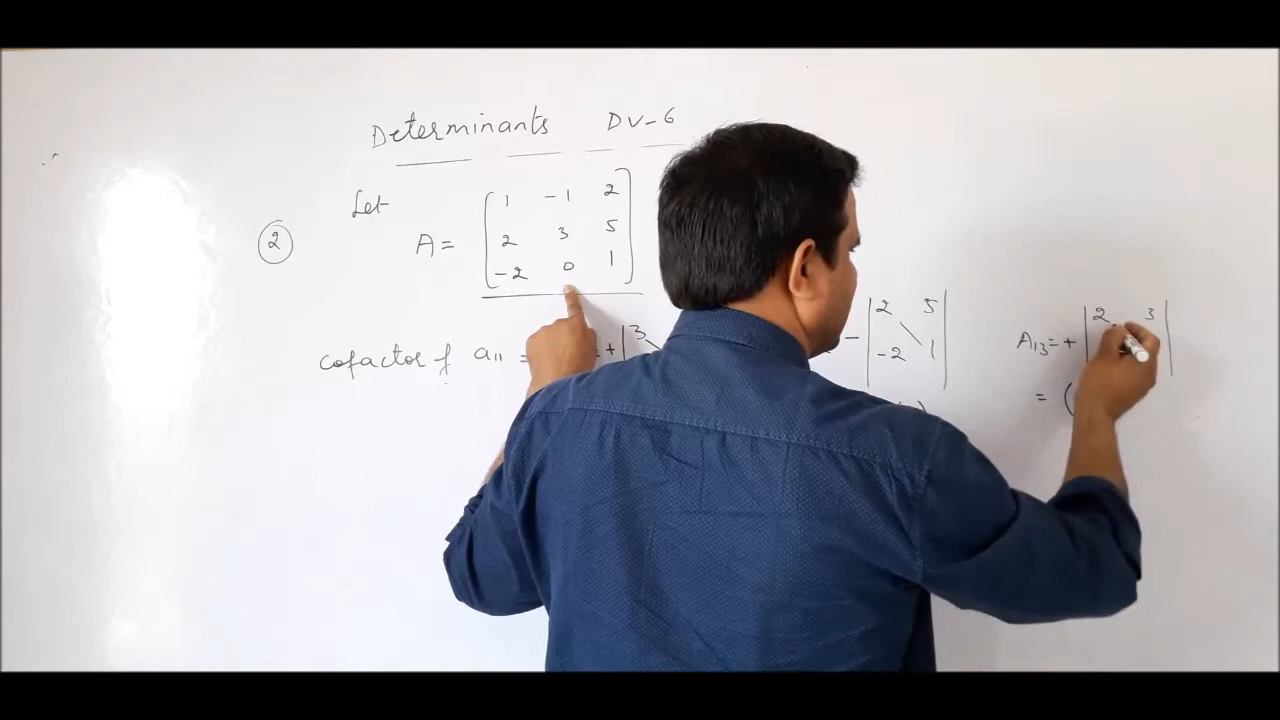 Determinants DV-6
Let
② A = [ 1 -1 2
2 3 5
-2 0 1 ]
cofactor of a₁₁ = + | 3
- | 2 5 |
| -2 1 |
A₁₃ = + | 2 3 |
= (